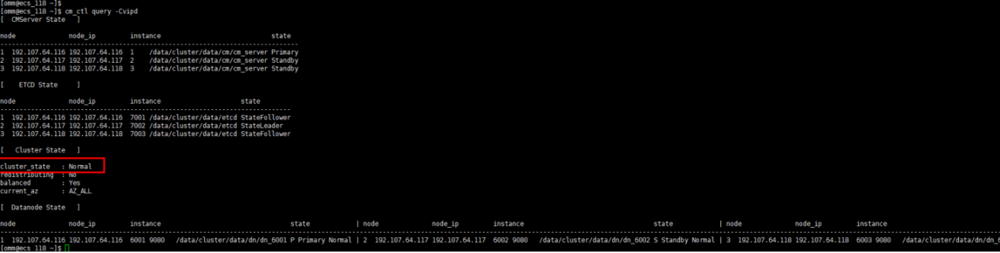 [omm@ecs_118 ~]$
[omm@ecs_118 ~]$ cm_ctl query -Cvipd
[ CMServer State ]
node node_ip instance state
1 192.107.64.116 192.107.64.116 1 /data/cluster/data/cm/cm_server Primary
2 192.107.64.117 192.107.64.117 2 /data/cluster/data/cm/cm_server Standby
3 192.107.64.118 192.107.64.118 3 /data/cluster/data/cm/cm_server Standby
[ ETCD State ]
node node_ip instance state
1 192.107.64.116 192.107.64.116 7001 /data/cluster/data/etcd StateFollower
2 192.107.64.117 192.107.64.117 7002 /data/cluster/data/etcd StateLeader
3 192.107.64.118 192.107.64.118 7003 /data/cluster/data/etcd StateFollower
[ Cluster State ]
cluster_state : Normal
redistributing : No
balanced : Yes
current_az : AZ_ALL
[ Datanode State ]
node node_ip instance state | node node_ip instance state | node node_ip instance
1 192.107.64.116 192.107.64.116 6001 9080 /data/cluster/data/dn/dn_6001 P Primary Normal | 2 192.107.64.117 192.107.64.117 6002 9080 /data/cluster/data/dn/dn_6002 S Standby Normal | 3 192.107.64.118 192.107.64.118 6003 9080 /data/cluster/data/dn/dn_6
[omm@ecs_118 ~]$